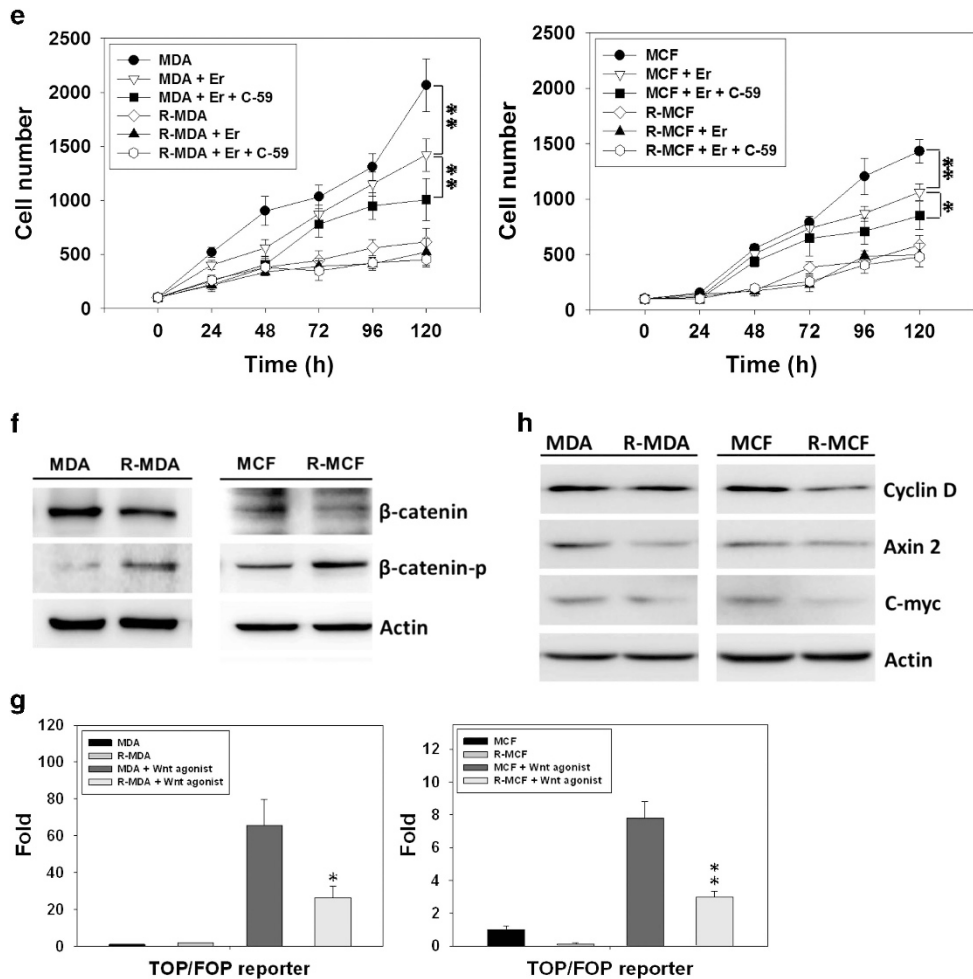 e
2500
2000
1500
1000
500
0
Cell number
MDA
MDA + Er
MDA + Er + C-59
R-MDA
R-MDA + Er
R-MDA + Er + C-59
**
**
0 24 48 72 96 120
Time (h)
2500
2000
1500
1000
500
0
Cell number
MCF
MCF + Er
MCF + Er + C-59
R-MCF
R-MCF + Er
R-MCF + Er + C-59
**
*
0 24 48 72 96 120
Time (h)
f
MDA R-MDA MCF R-MCF
β-catenin
β-catenin-p
Actin
h
MDA R-MDA MCF R-MCF
Cyclin D
Axin 2
C-myc
Actin
g
120
100
80
60
40
20
0
Fold
MDA
R-MDA
MDA + Wnt agonist
R-MDA + Wnt agonist
*
TOP/FOP reporter
12
10
8
6
4
2
0
Fold
MCF
R-MCF
MCF + Wnt agonist
R-MCF + Wnt agonist
**
TOP/FOP reporter